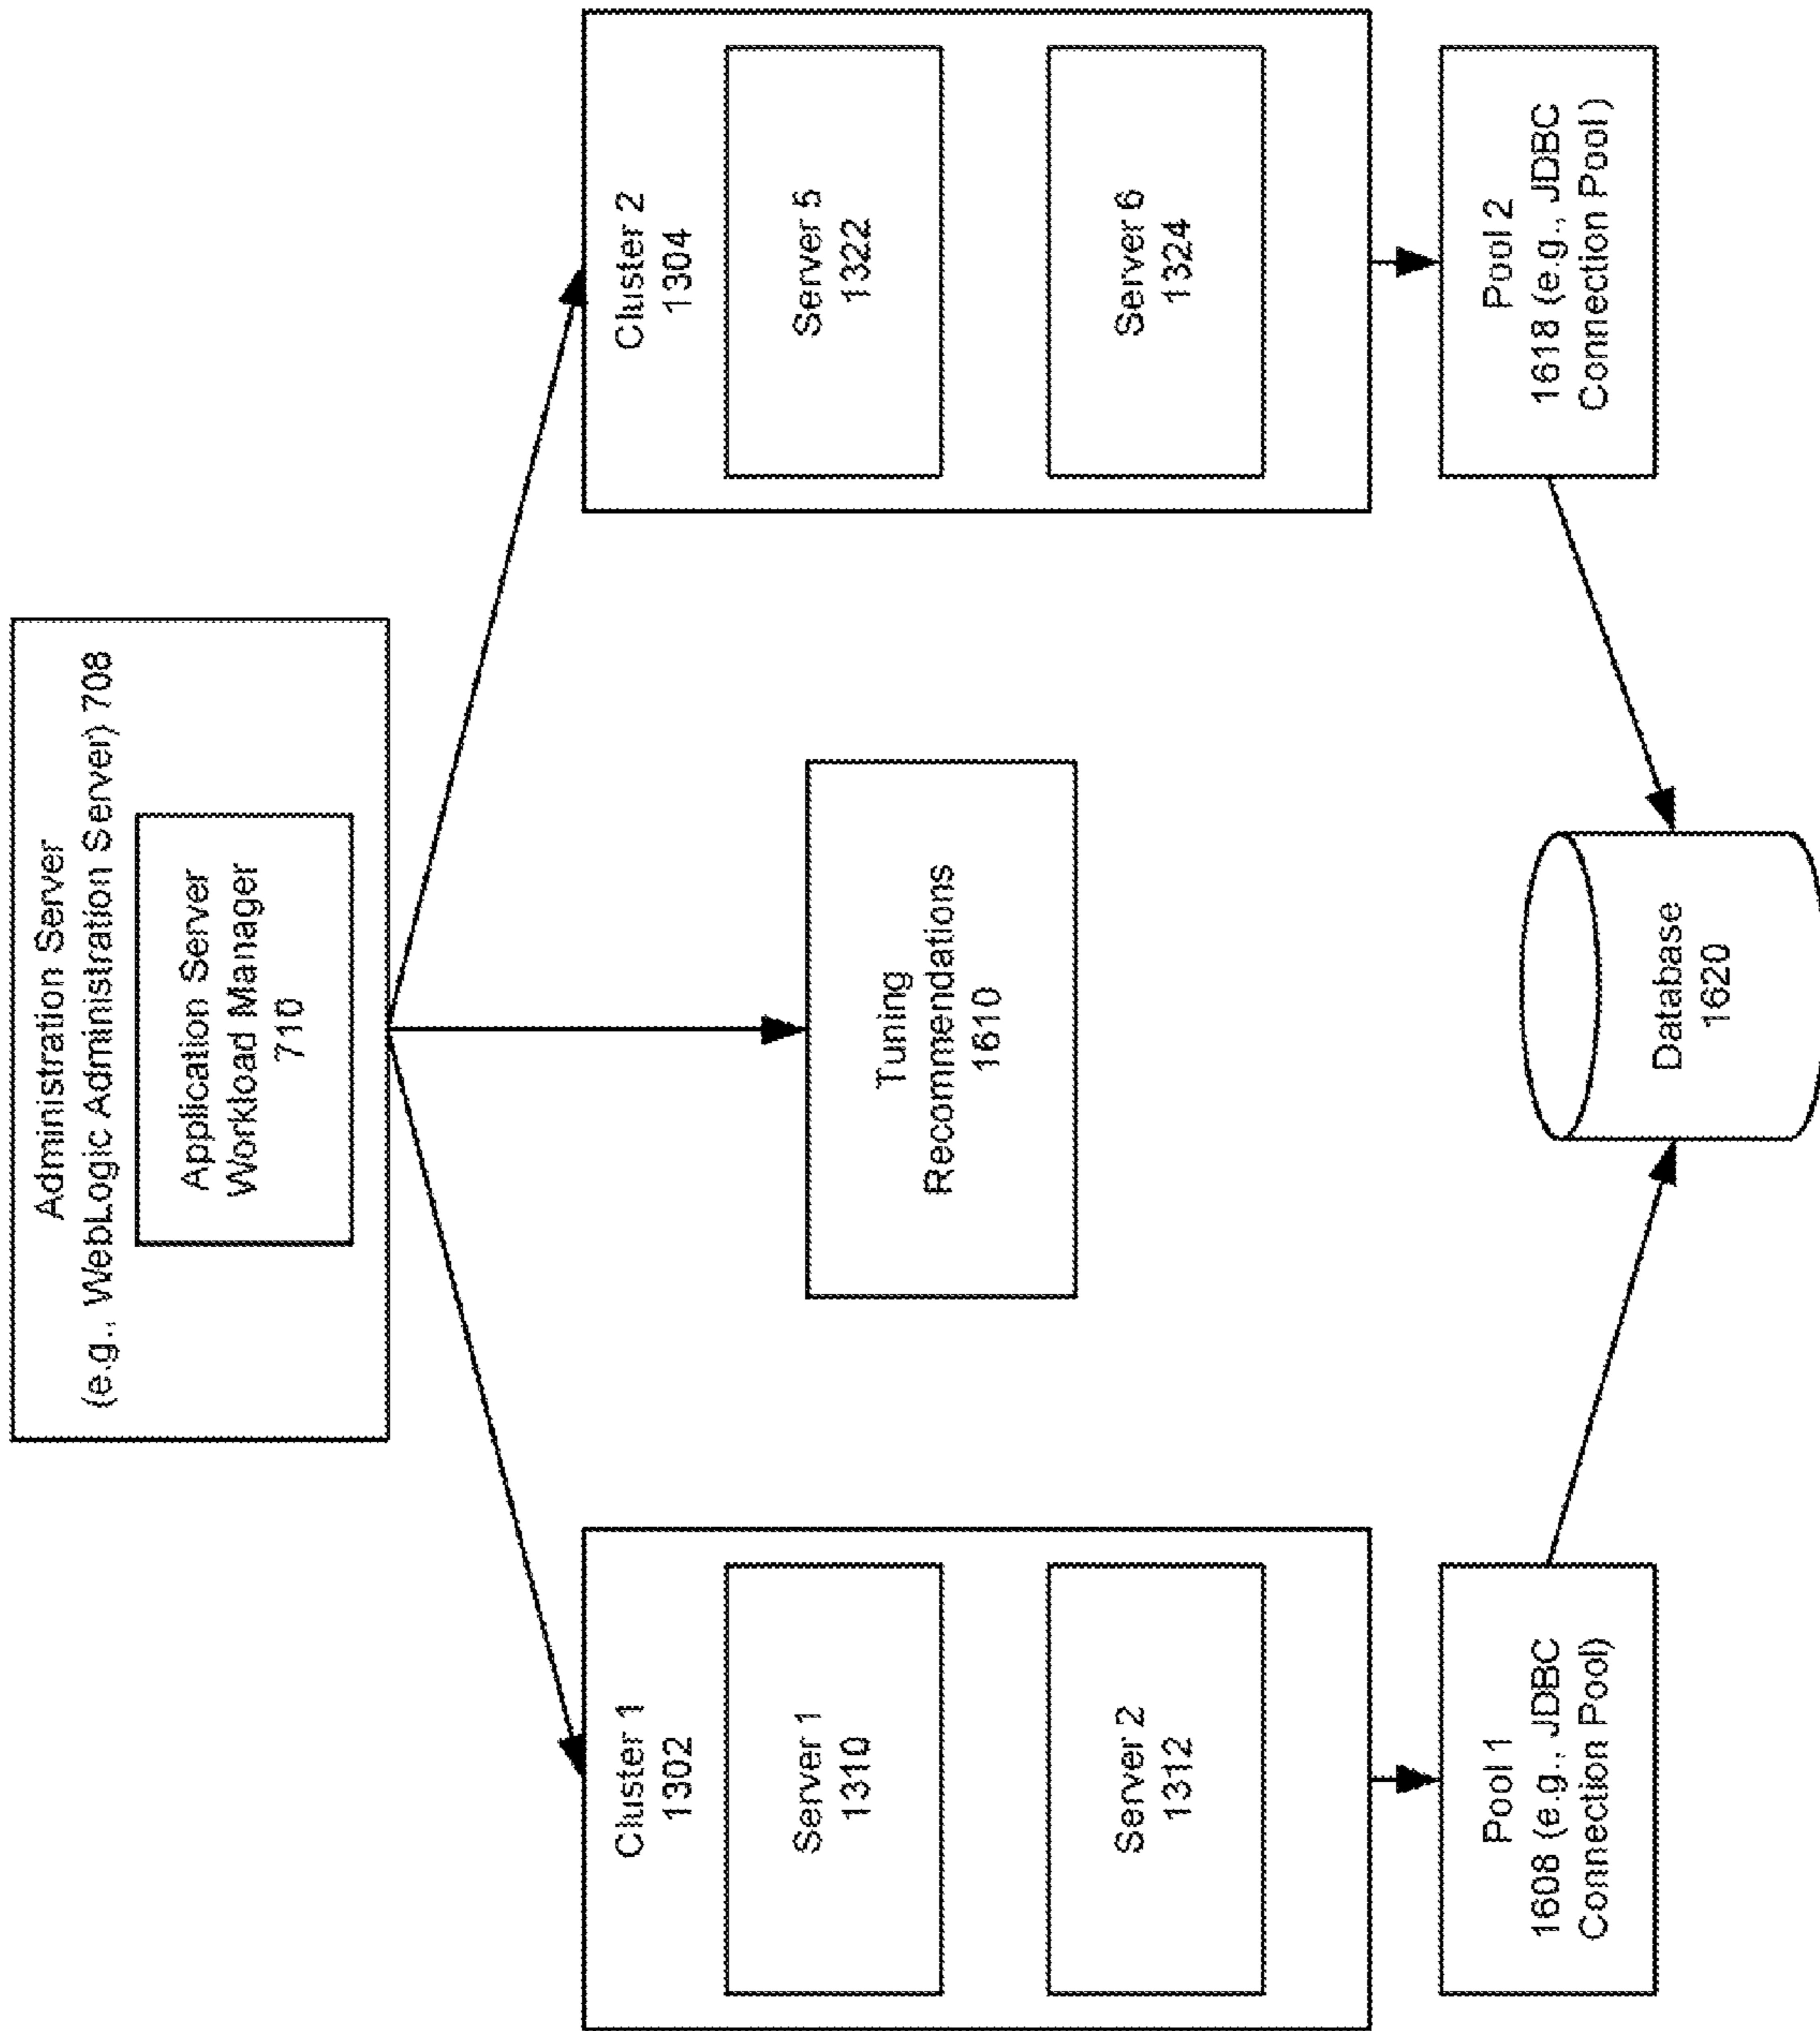 Administration Server
(e.g., WebLogic Administration Server) 708
Application Server
Workload Manager
710
Cluster 1
1302
Server 1
1310
Server 2
1312
Pool 1
1608 (e.g., JDBC
Connection Pool)
Tuning
Recommendations
1610
Database
1620
Cluster 2
1304
Server 5
1322
Server 6
1324
Pool 2
1618 (e.g., JDBC
Connection Pool)